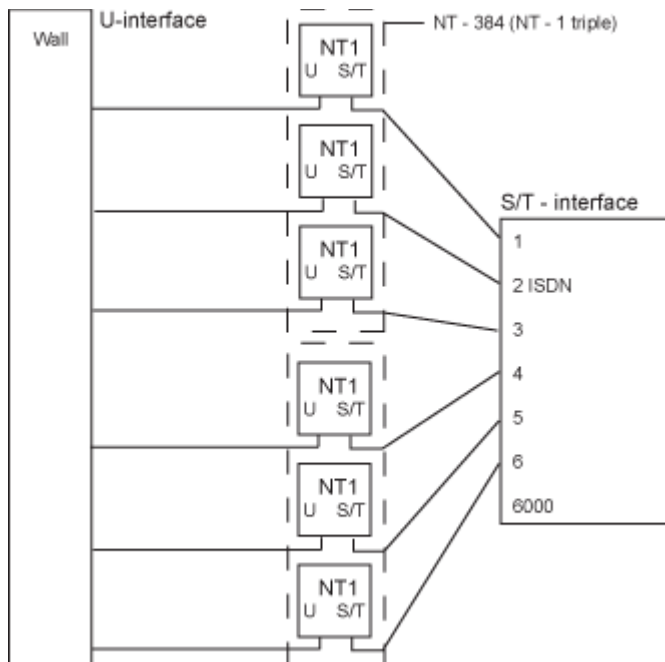 Wall
U-interface
NT - 384 (NT - 1 triple)
NT1
U S/T
NT1
U S/T
NT1
U S/T
S/T - interface
1
2 ISDN
3
4
5
6
6000
NT1
U S/T
NT1
U S/T
NT1
U S/T